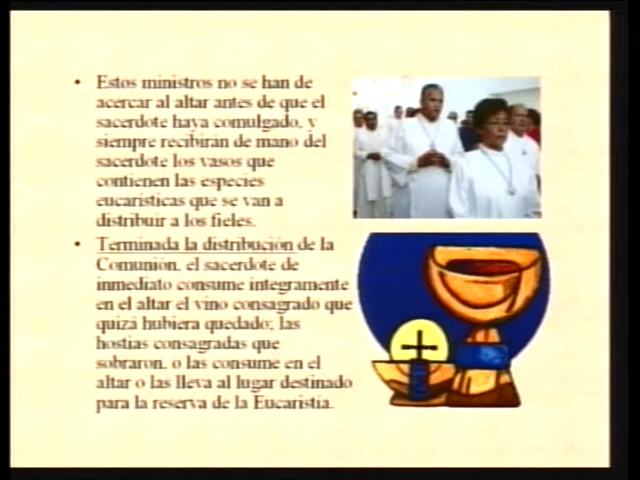 • Estos ministros no se han de
acercar al altar antes de que el
sacerdote haya comulgado, y
siempre recibirán de mano del
sacerdote los vasos que
contienen las especies
eucarísticas que se van a
distribuir a los fieles.
• Terminada la distribución de la
Comunión, el sacerdote de
inmediato consume íntegramente
en el altar el vino consagrado que
quizá hubiera quedado; las
hostias consagradas que
sobraron, o las consume en el
altar o las lleva al lugar destinado
para la reserva de la Eucaristía.